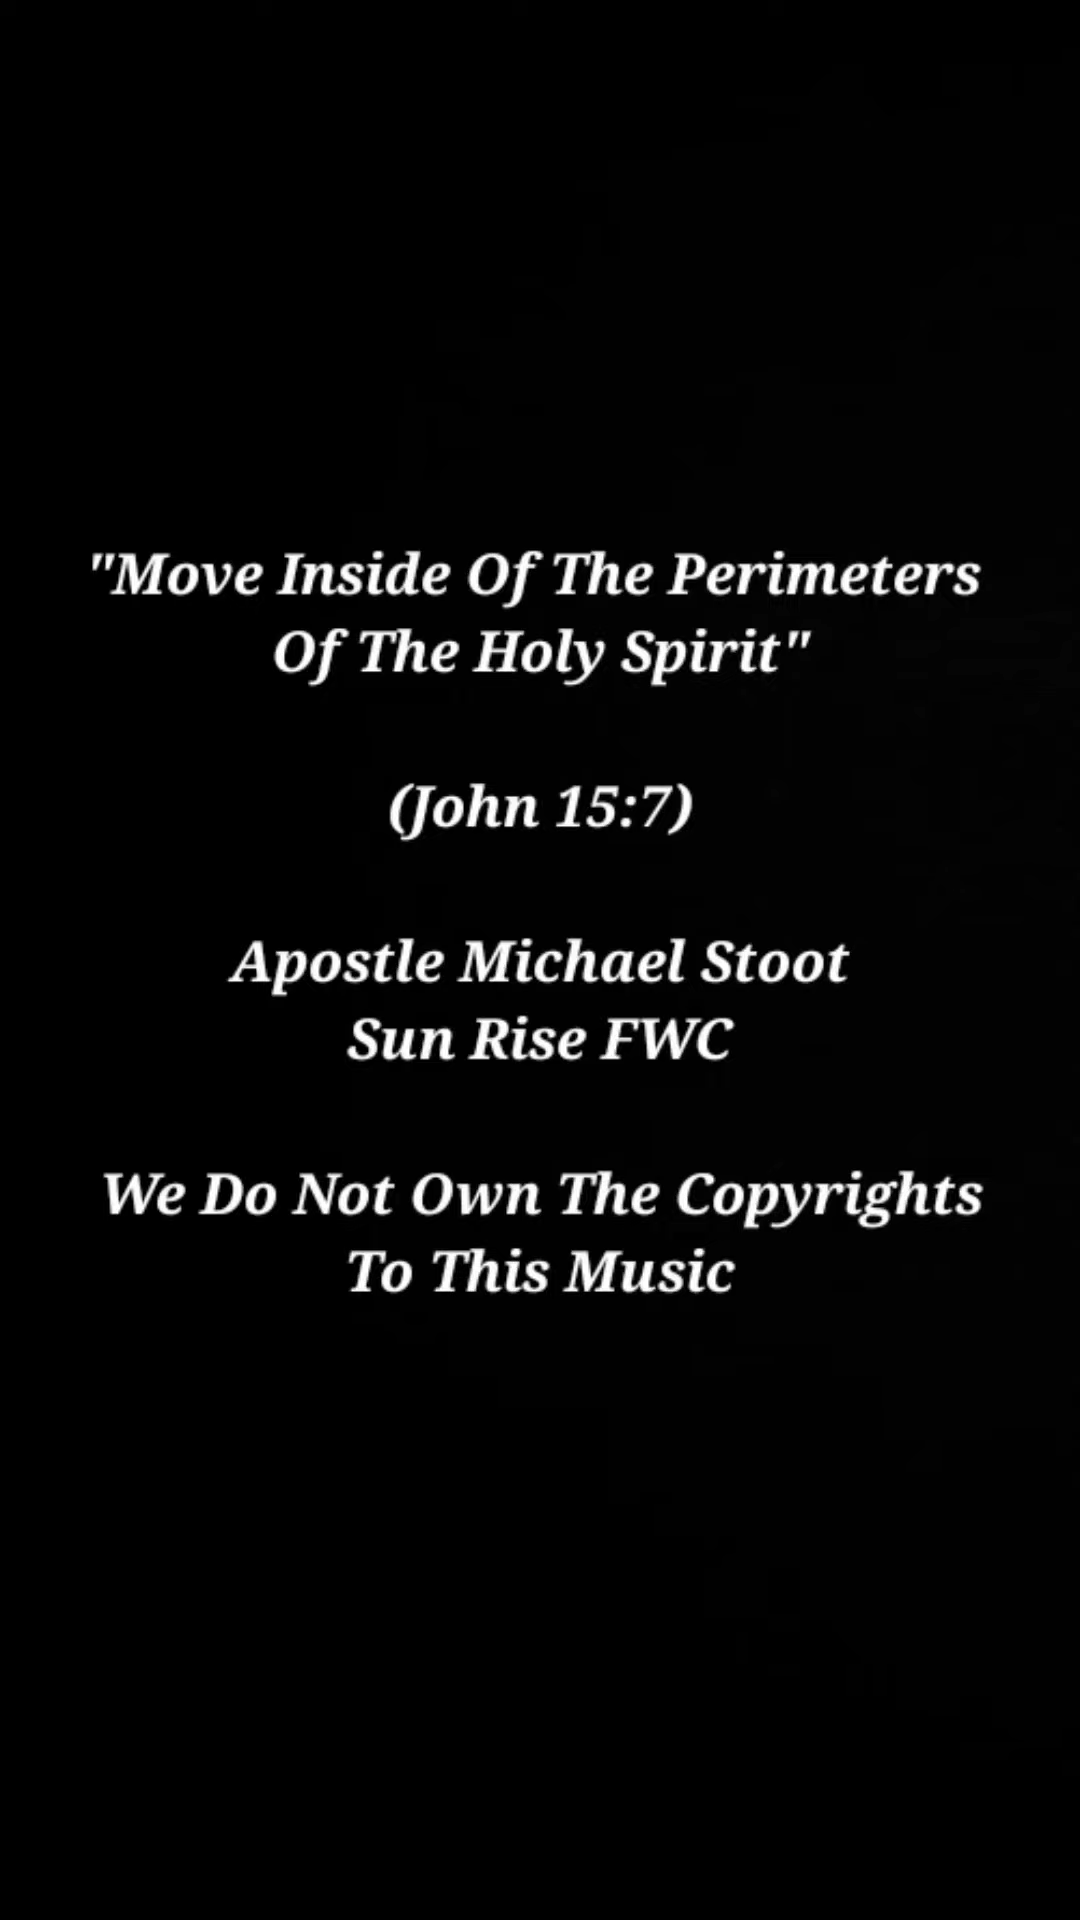 "Move Inside Of The Perimeters
Of The Holy Spirit"
(John 15:7)
Apostle Michael Stoot
Sun Rise FWC
We Do Not Own The Copyrights
To This Music